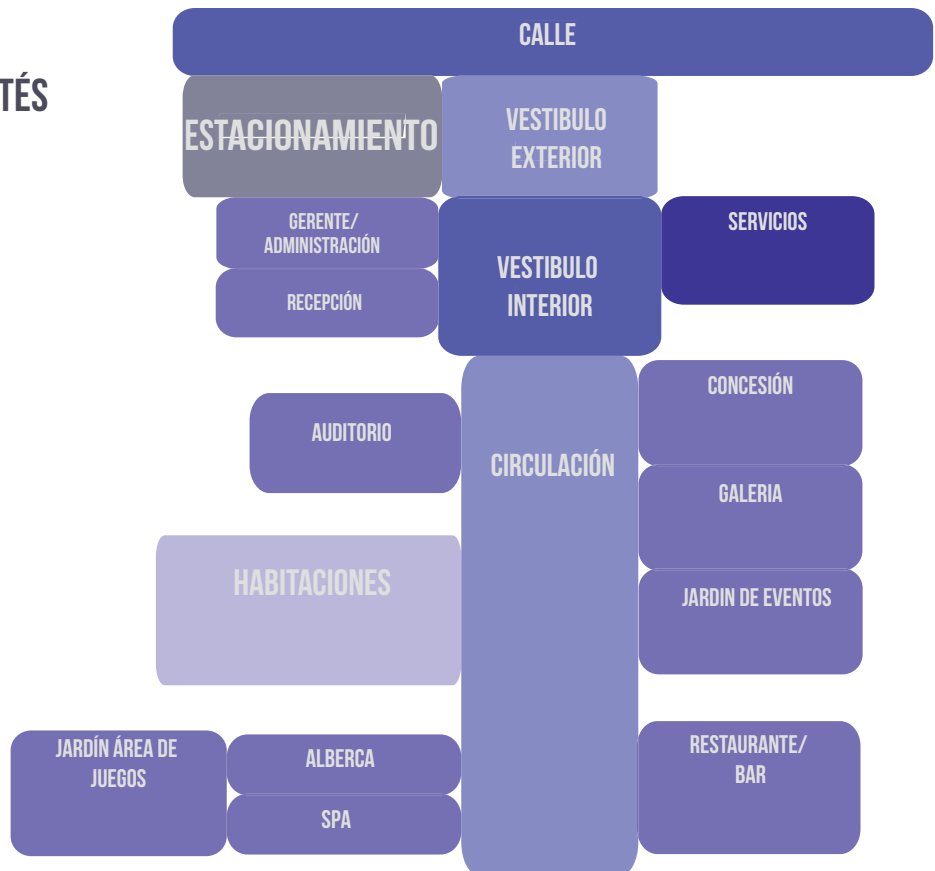 CALLE
TÉS
ESTACIONAMIENTO
VESTIBULO
EXTERIOR
GERENTE/
ADMINISTRACIÓN
RECEPCIÓN
VESTIBULO
INTERIOR
SERVICIOS
AUDITORIO
CIRCULACIÓN
CONCESIÓN
GALERIA
JARDIN DE EVENTOS
HABITACIONES
JARDÍN ÁREA DE
JUEGOS
ALBERCA
SPA
RESTAURANTE/
BAR